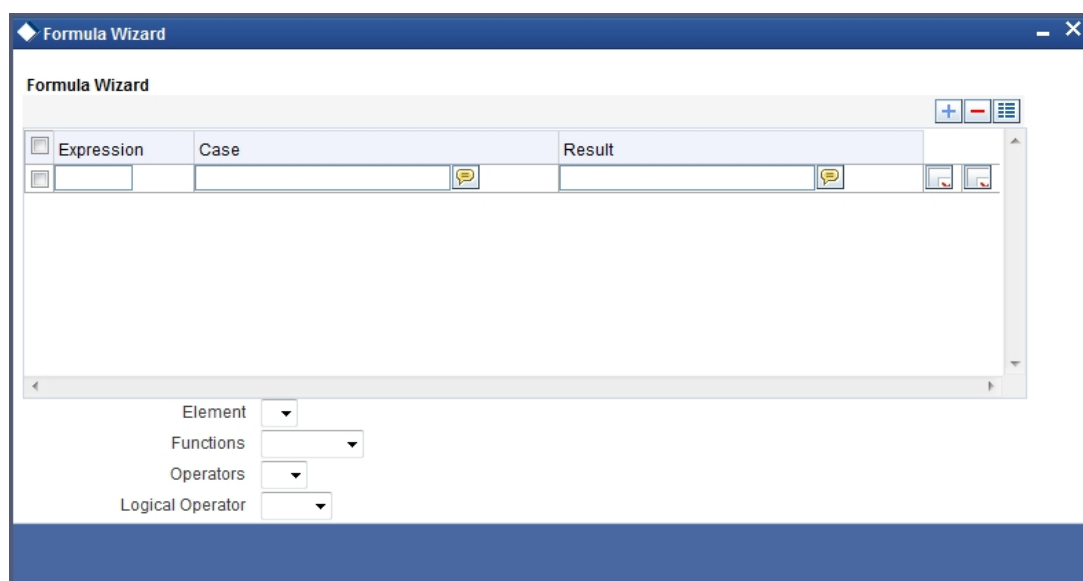 Formula Wizard
Formula Wizard
Expression Case Result
Element
Functions
Operators
Logical Operator